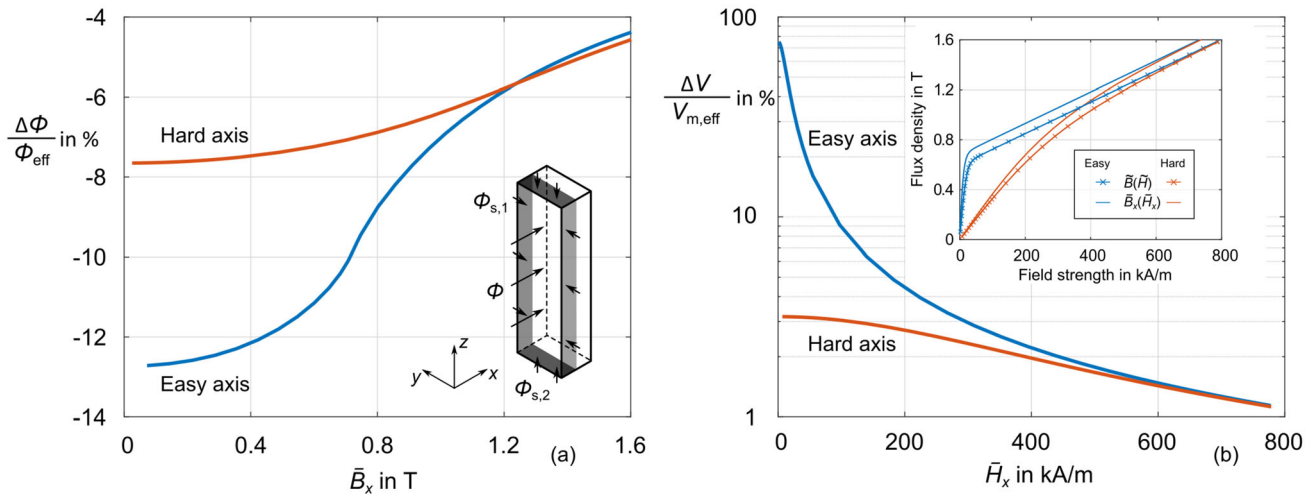 -4
-6
-8
-10
-12
-14
ΔΦ
Φeff
in %
Hard axis
Easy axis
Φs,1
Φ
Φs,2
z
y
x
0
0.4
0.8
1.2
1.6
(a)
B̄x in T
100
10
1
ΔV
Vm,eff
in %
Easy axis
Hard axis
1.6
1.2
0.8
0.4
0
Flux density in T
Easy Hard
B̃(H̃)
B̄x(H̄x)
0 200 400 600 800
Field strength in kA/m
0
200
400
600
800
(b)
H̄x in kA/m